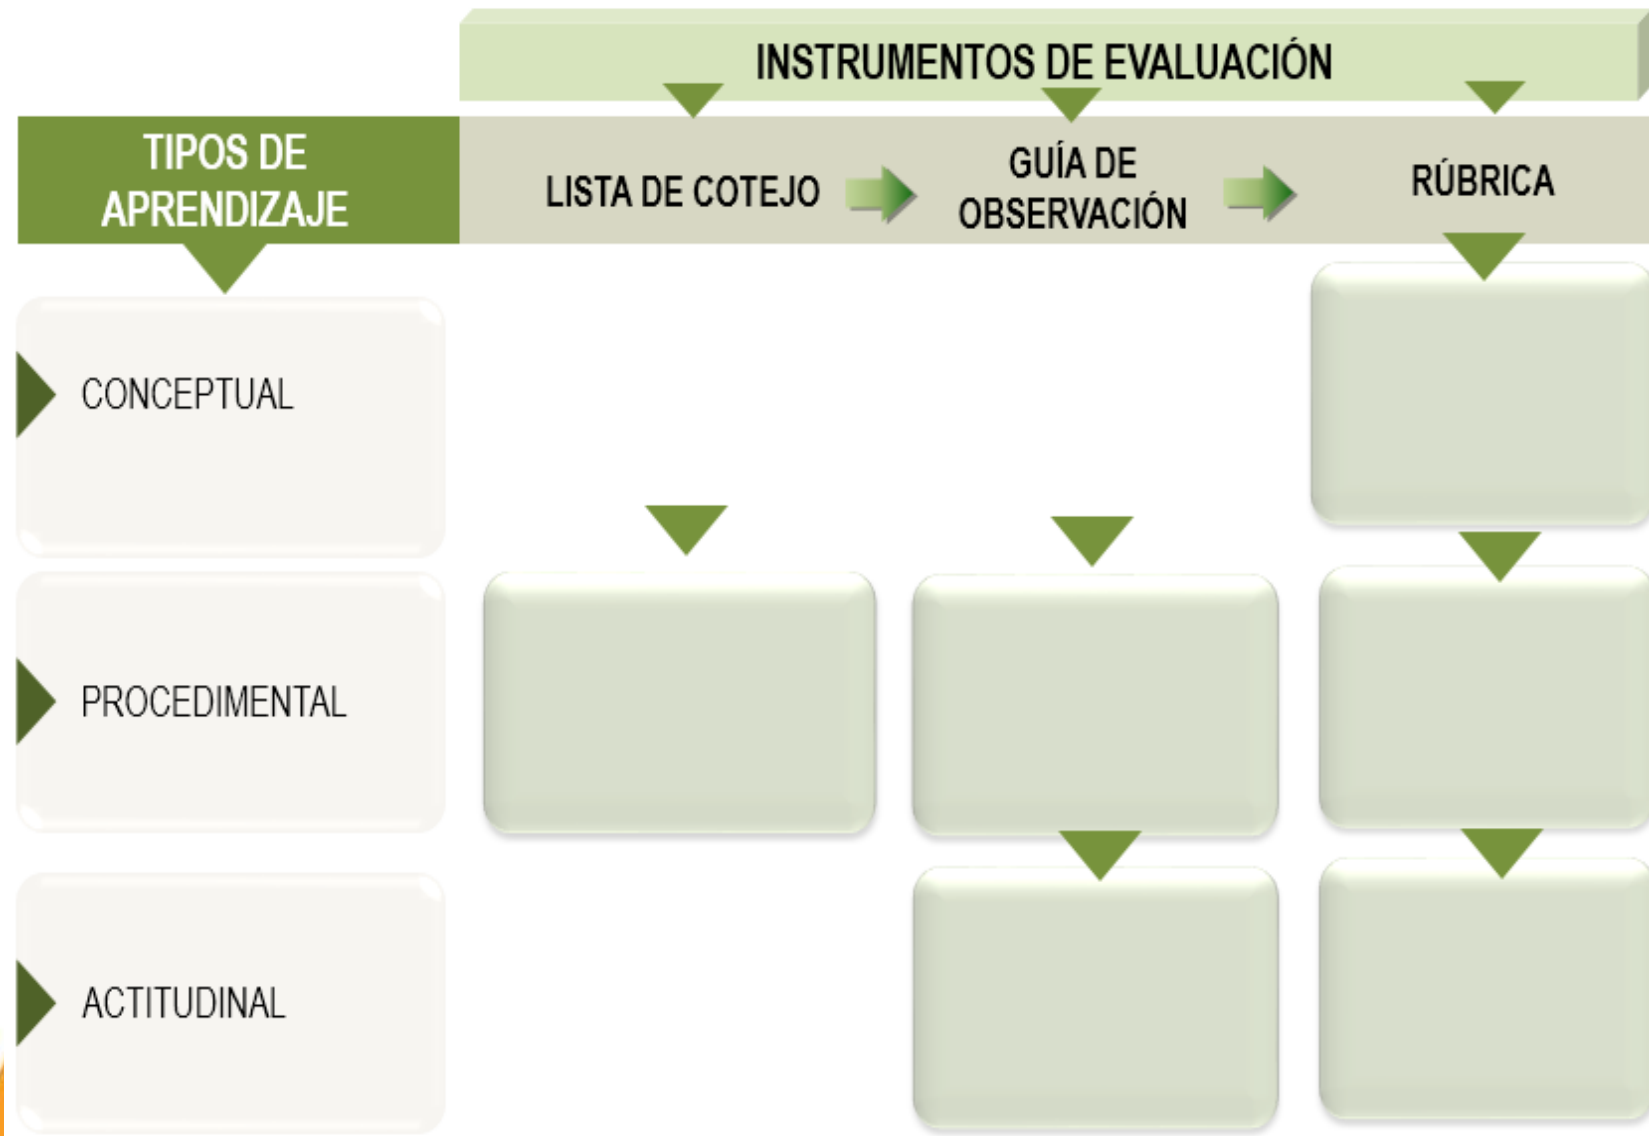 INSTRUMENTOS DE EVALUACIÓN
TIPOS DE
APRENDIZAJE
LISTA DE COTEJO
GUÍA DE
OBSERVACIÓN
RÚBRICA
CONCEPTUAL
PROCEDIMENTAL
ACTITUDINAL